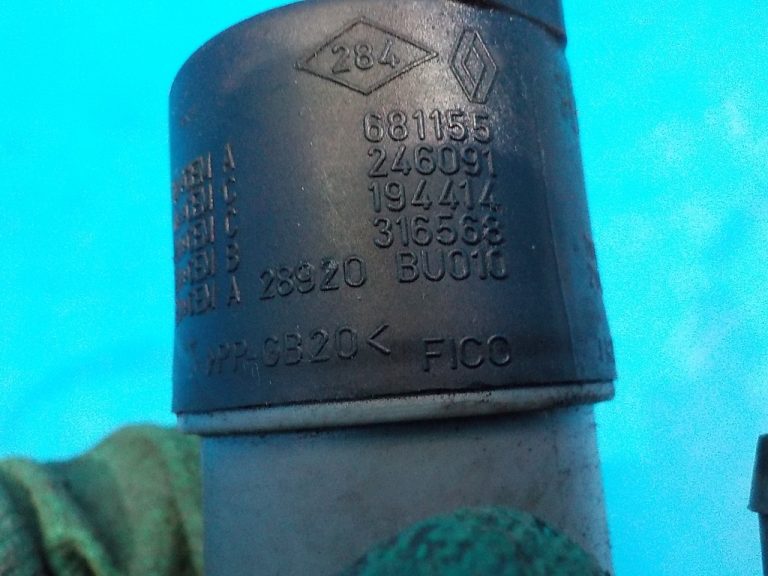 284
681155
A 246091
C 194414
C 316568
B
A 28920 BU010
PP-GB20< FICO